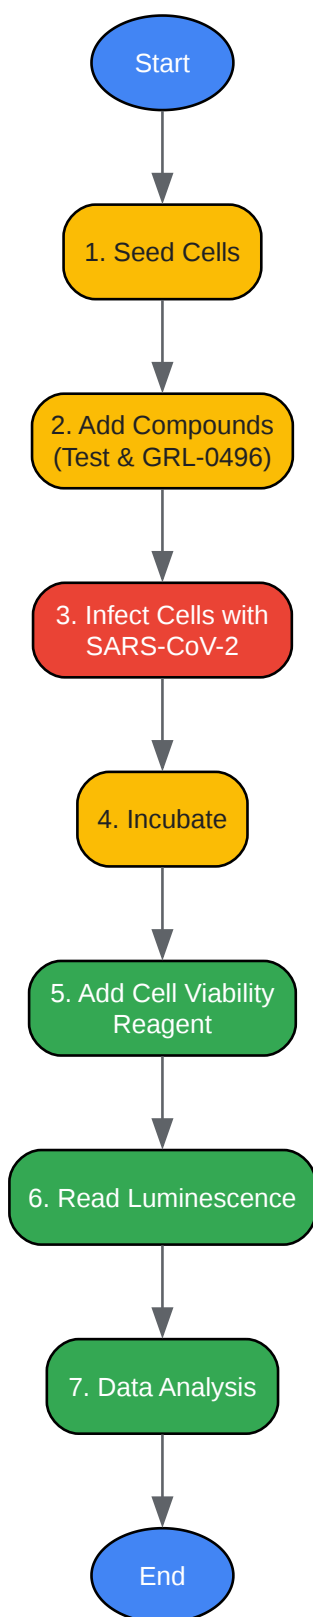 Start
1. Seed Cells
2. Add Compounds
(Test & GRL-0496)
3. Infect Cells with
SARS-CoV-2
4. Incubate
5. Add Cell Viability
Reagent
6. Read Luminescence
7. Data Analysis
End